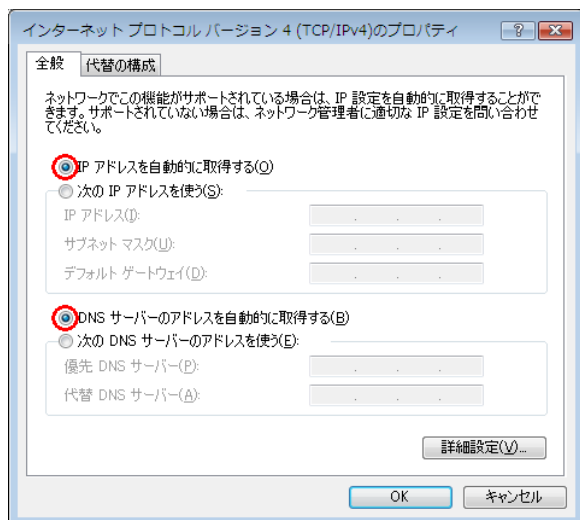 インターネット プロトコル バージョン 4 (TCP/IPv4)のプロパティ
全般
代替の構成
ネットワークでこの機能がサポートされている場合は、IP 設定を自動的に取得することがで
きます。サポートされていない場合は、ネットワーク管理者に適切な IP 設定を問い合わせ
てください。
IP アドレスを自動的に取得する(O)
次の IP アドレスを使う(S):
IP アドレス(I):
サブネット マスク(U):
デフォルト ゲートウェイ(D):
DNS サーバーのアドレスを自動的に取得する(B)
次の DNS サーバーのアドレスを使う(E):
優先 DNS サーバー(P):
代替 DNS サーバー(A):
詳細設定(V)...
OK
キャンセル